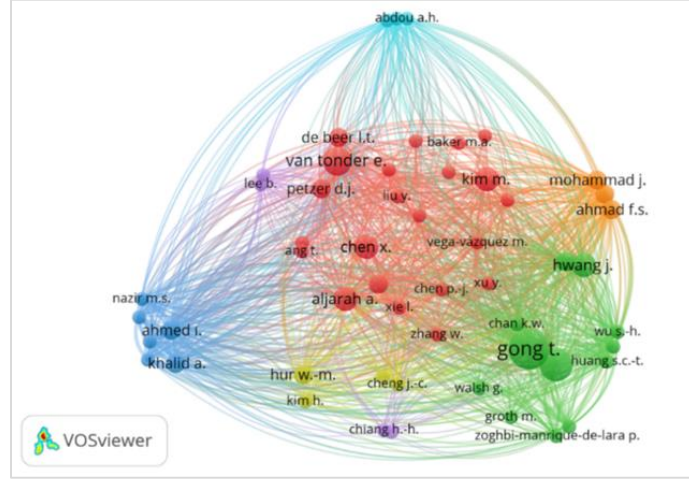 abdou a.h.
de beer l.t.
baker m.a.
van tonder e.
lee b.
petzer d.j.
liu y.
kim m.
mohammad j.
ahmad f.s.
ang t.
chen x.
vega-vazquez m.
hwang j.
nazir m.s.
aljarah a.
chen p.-j.
xu y.
xie l.
ahmed i.
zhang w.
chan k.w.
wu s.-h.
khalid a.
gong t.
huang s.c.-t.
hur w.-m.
cheng j.-c.
walsh g.
kim h.
groth m.
chiang h.-h.
zoghbi-manrique-de-lara p.
VOSviewer